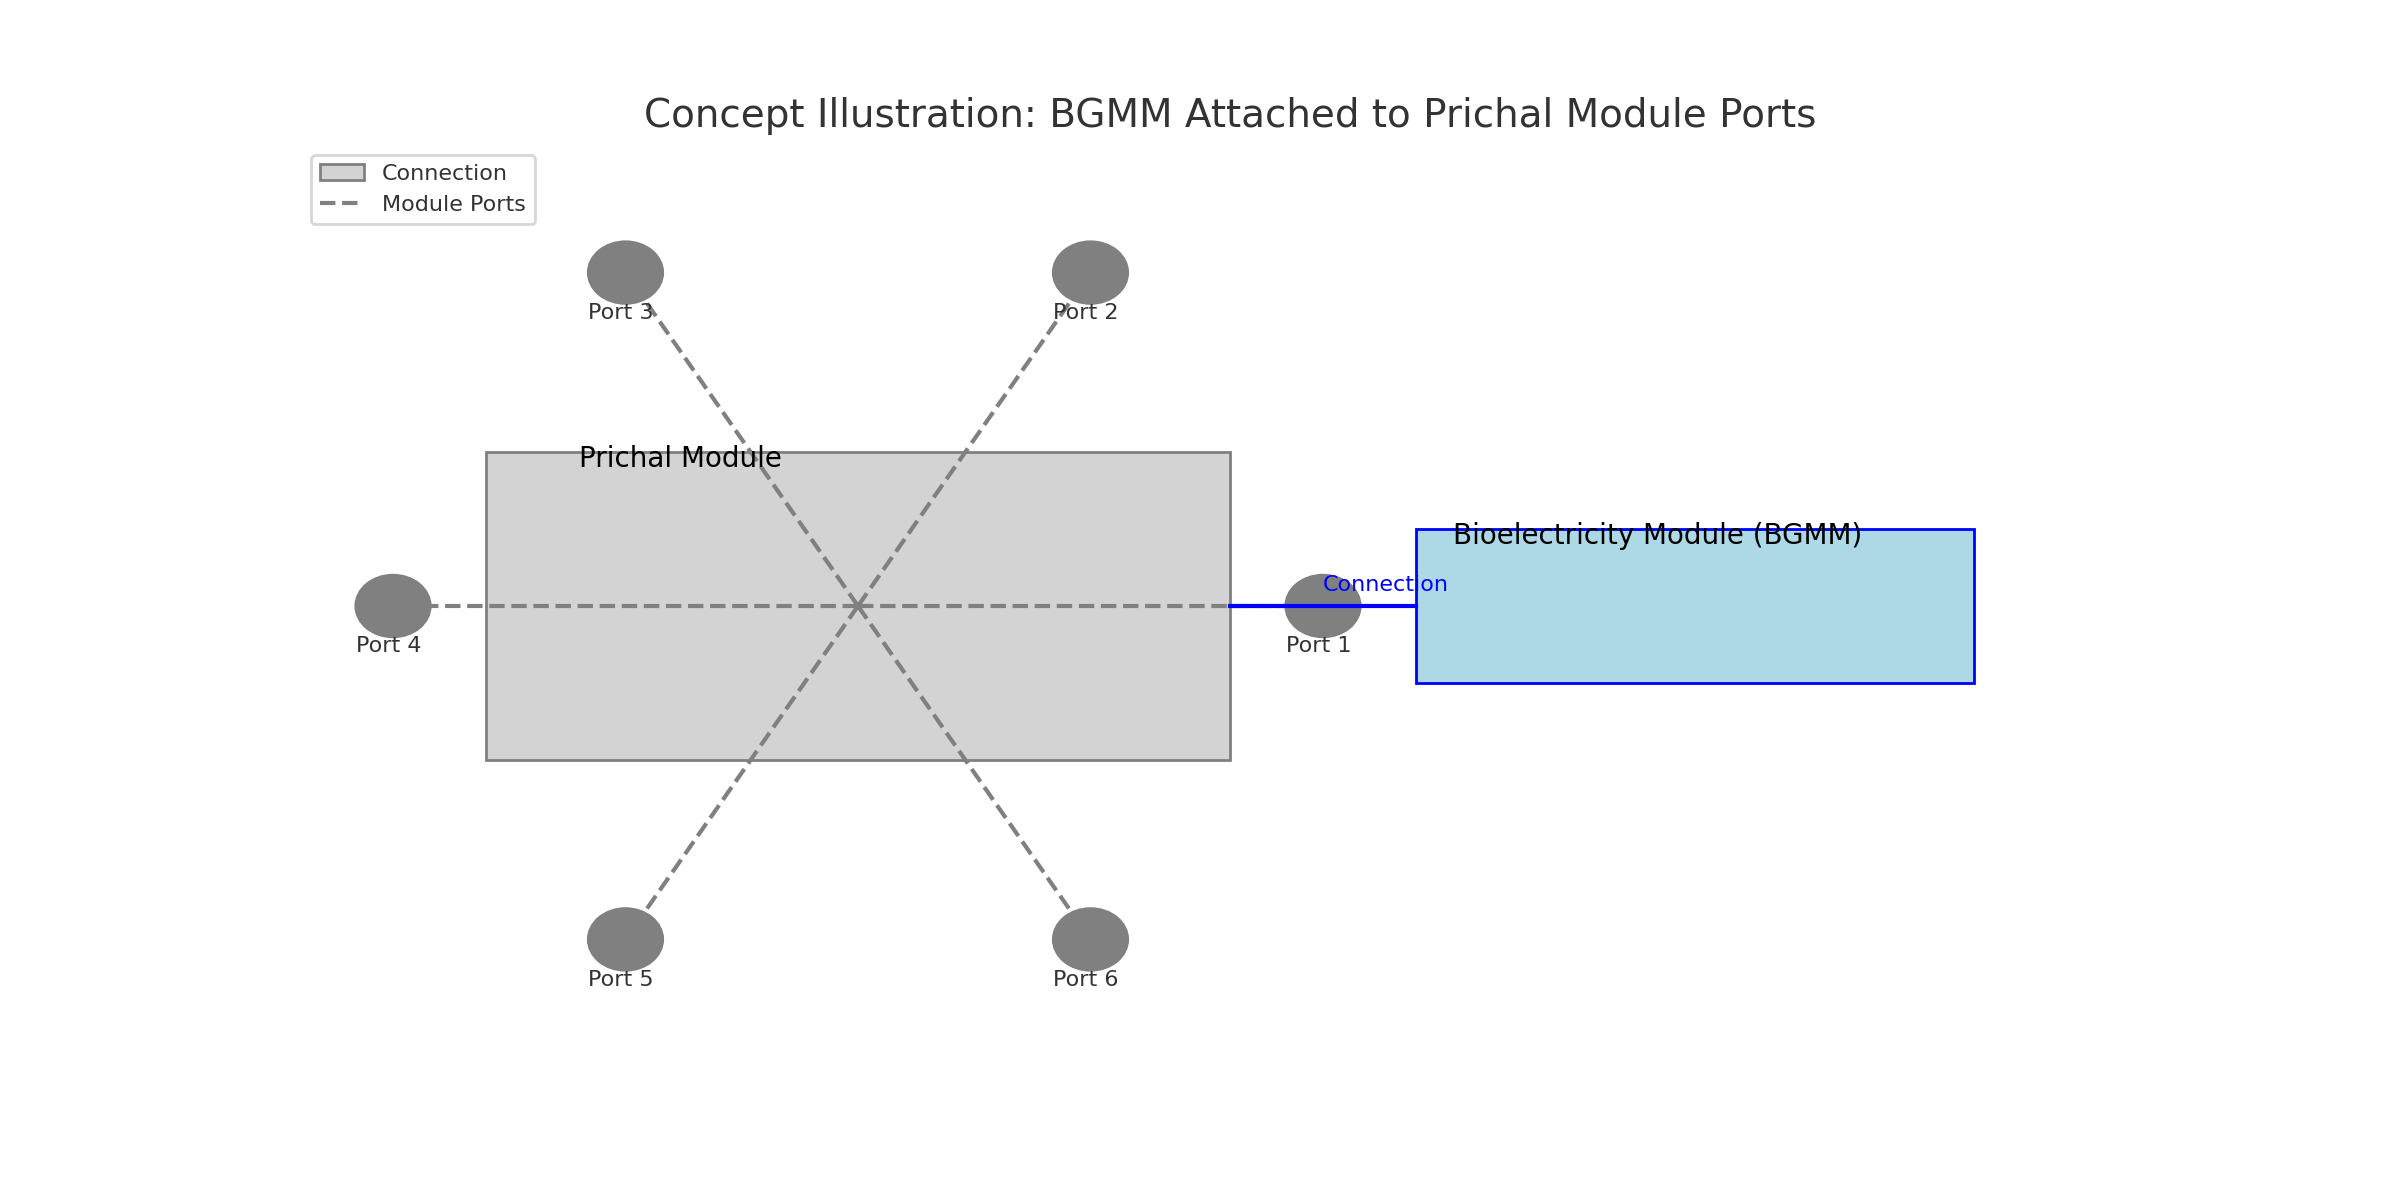 Concept Illustration: BGMM Attached to Prichal Module Ports
Connection
Module Ports
Port 3
Port 2
Prichal Module
Bioelectricity Module (BGMM)
Connection
Port 4
Port 1
Port 5
Port 6